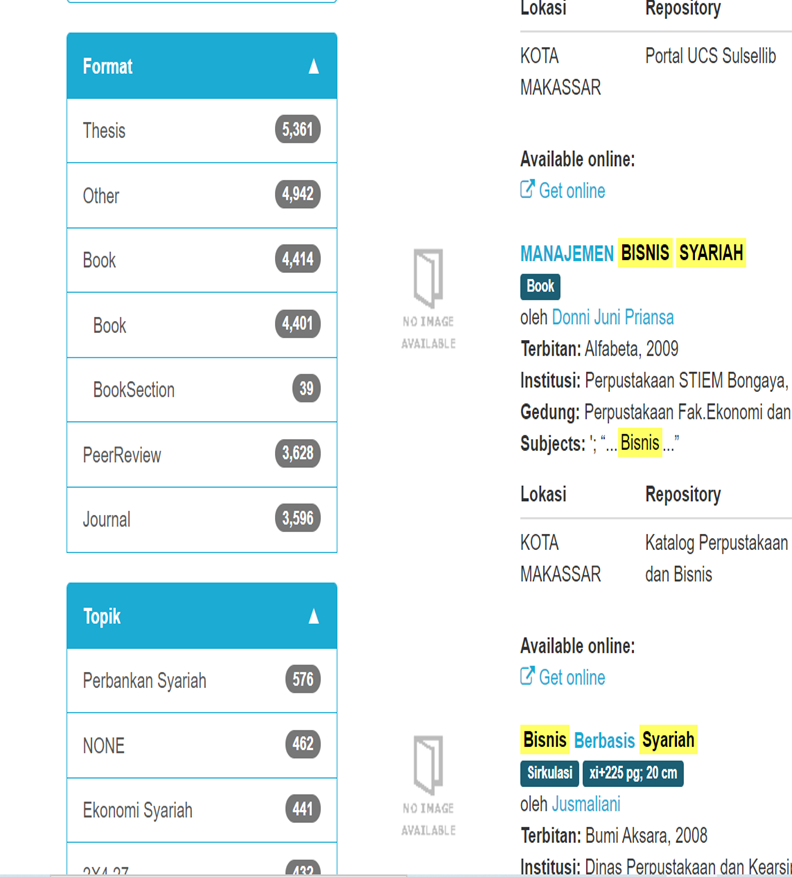 Format ▲
Thesis 5,361
Other 4,942
Book 4,414
Book 4,401
BookSection 39
PeerReview 3,628
Journal 3,596
Topik ▲
Perbankan Syariah 576
NONE 462
Ekonomi Syariah 441
2X4.27 432
Lokasi Repository
KOTA MAKASSAR Portal UCS Sulsellib
Available online:
Get online
NO IMAGE
AVAILABLE
MANAJEMEN BISNIS SYARIAH
Book
oleh Donni Juni Priansa
Terbitan: Alfabeta, 2009
Institusi: Perpustakaan STIEM Bongaya,
Gedung: Perpustakaan Fak.Ekonomi dan
Subjects: '; “...Bisnis...”
Lokasi Repository
KOTA Katalog Perpustakaan
MAKASSAR dan Bisnis
Available online:
Get online
NO IMAGE
AVAILABLE
Bisnis Berbasis Syariah
Sirkulasi xi+225 pg; 20 cm
oleh Jusmaliani
Terbitan: Bumi Aksara, 2008
Institusi: Dinas Perpustakaan dan